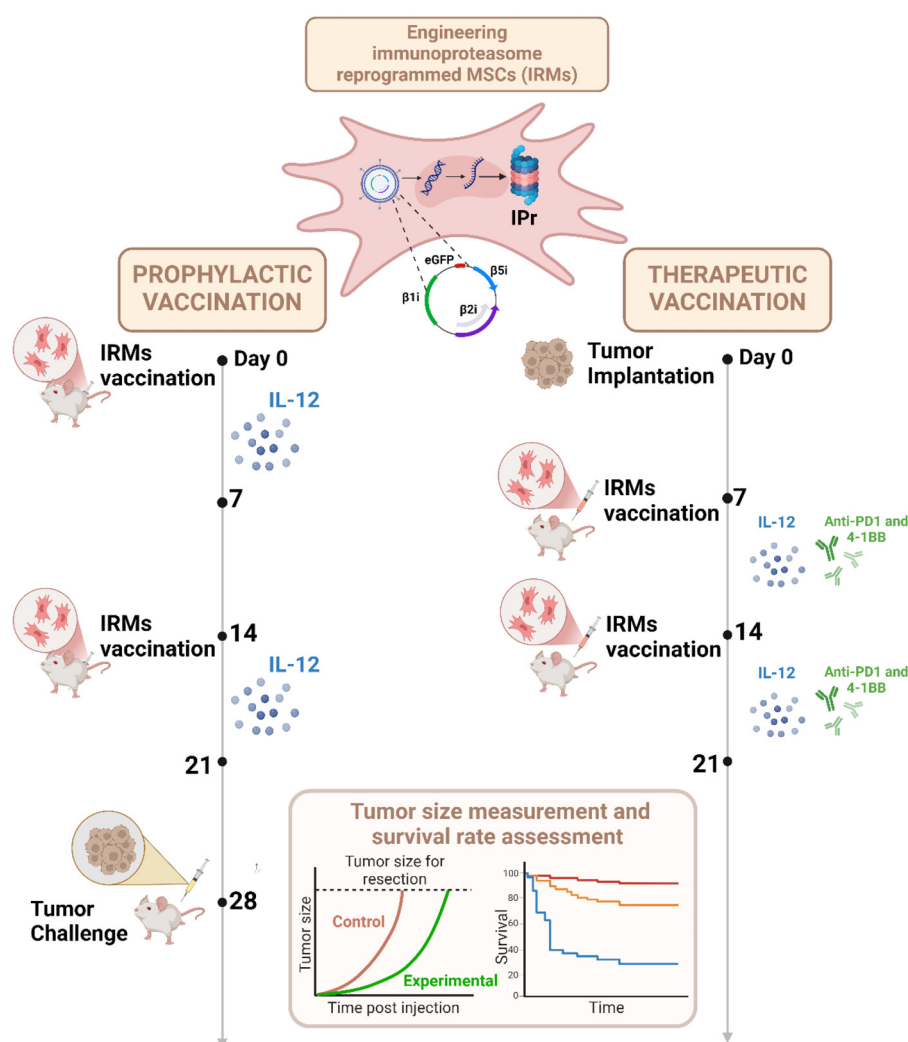 Engineering
immunoproteasome
reprogrammed MSCs (IRMs)
IPr
eGFP
β5i
β1i
β2i
PROPHYLACTIC
VACCINATION
IRMs
vaccination
Day 0
IL-12
7
IRMs
vaccination
14
IL-12
21
Tumor
Challenge
28
THERAPEUTIC
VACCINATION
Tumor
Implantation
Day 0
IRMs
vaccination
7
IL-12
Anti-PD1 and
4-1BB
IRMs
vaccination
14
IL-12
Anti-PD1 and
4-1BB
21
Tumor size measurement and
survival rate assessment
Tumor size for
resection
Tumor size
Control
Experimental
Time post injection
Survival
100
80
60
40
20
0
Time